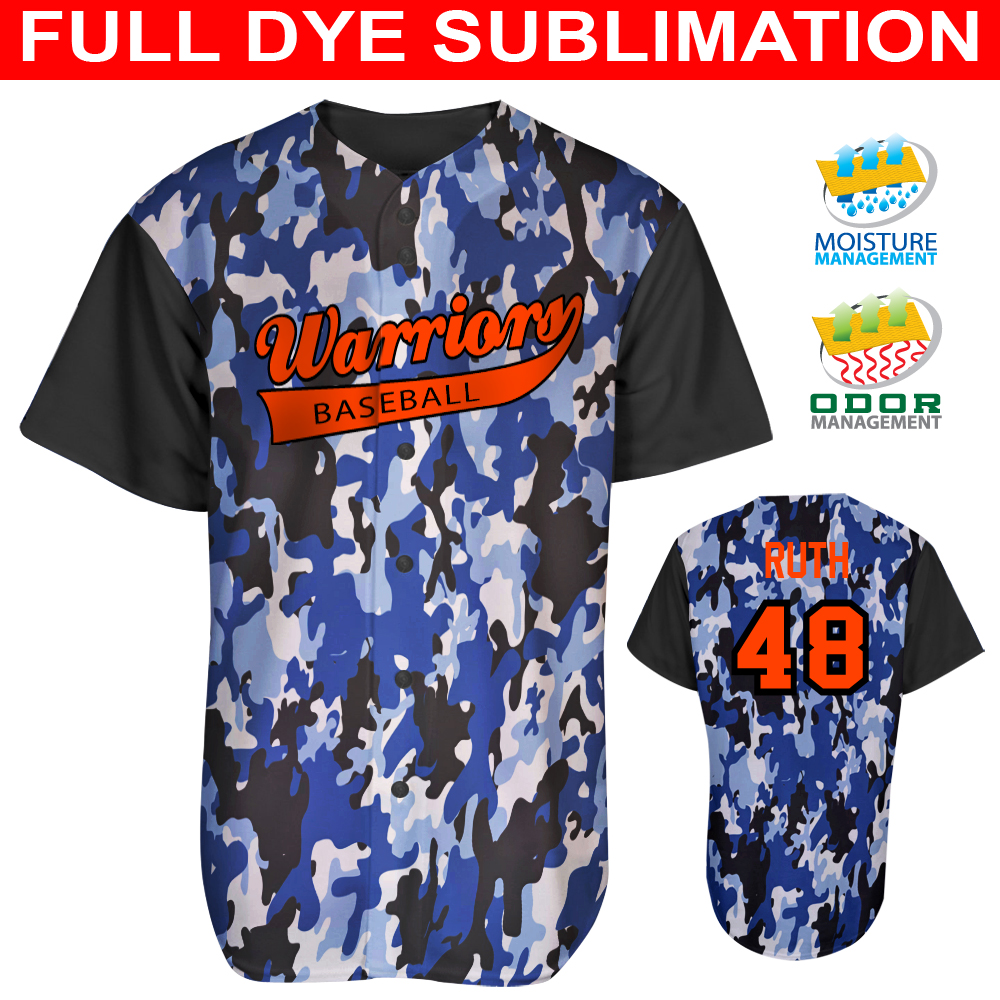 FULL DYE SUBLIMATION
MOISTURE
MANAGEMENT
ODOR
MANAGEMENT
Warriors
BASEBALL
RUTH
48